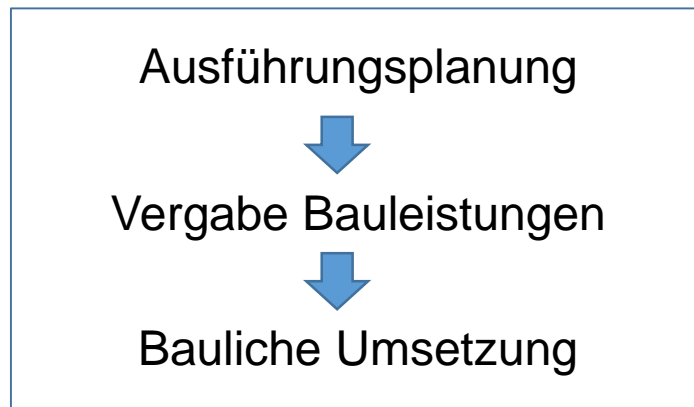 Ausführungsplanung
Vergabe Bauleistungen
Bauliche Umsetzung